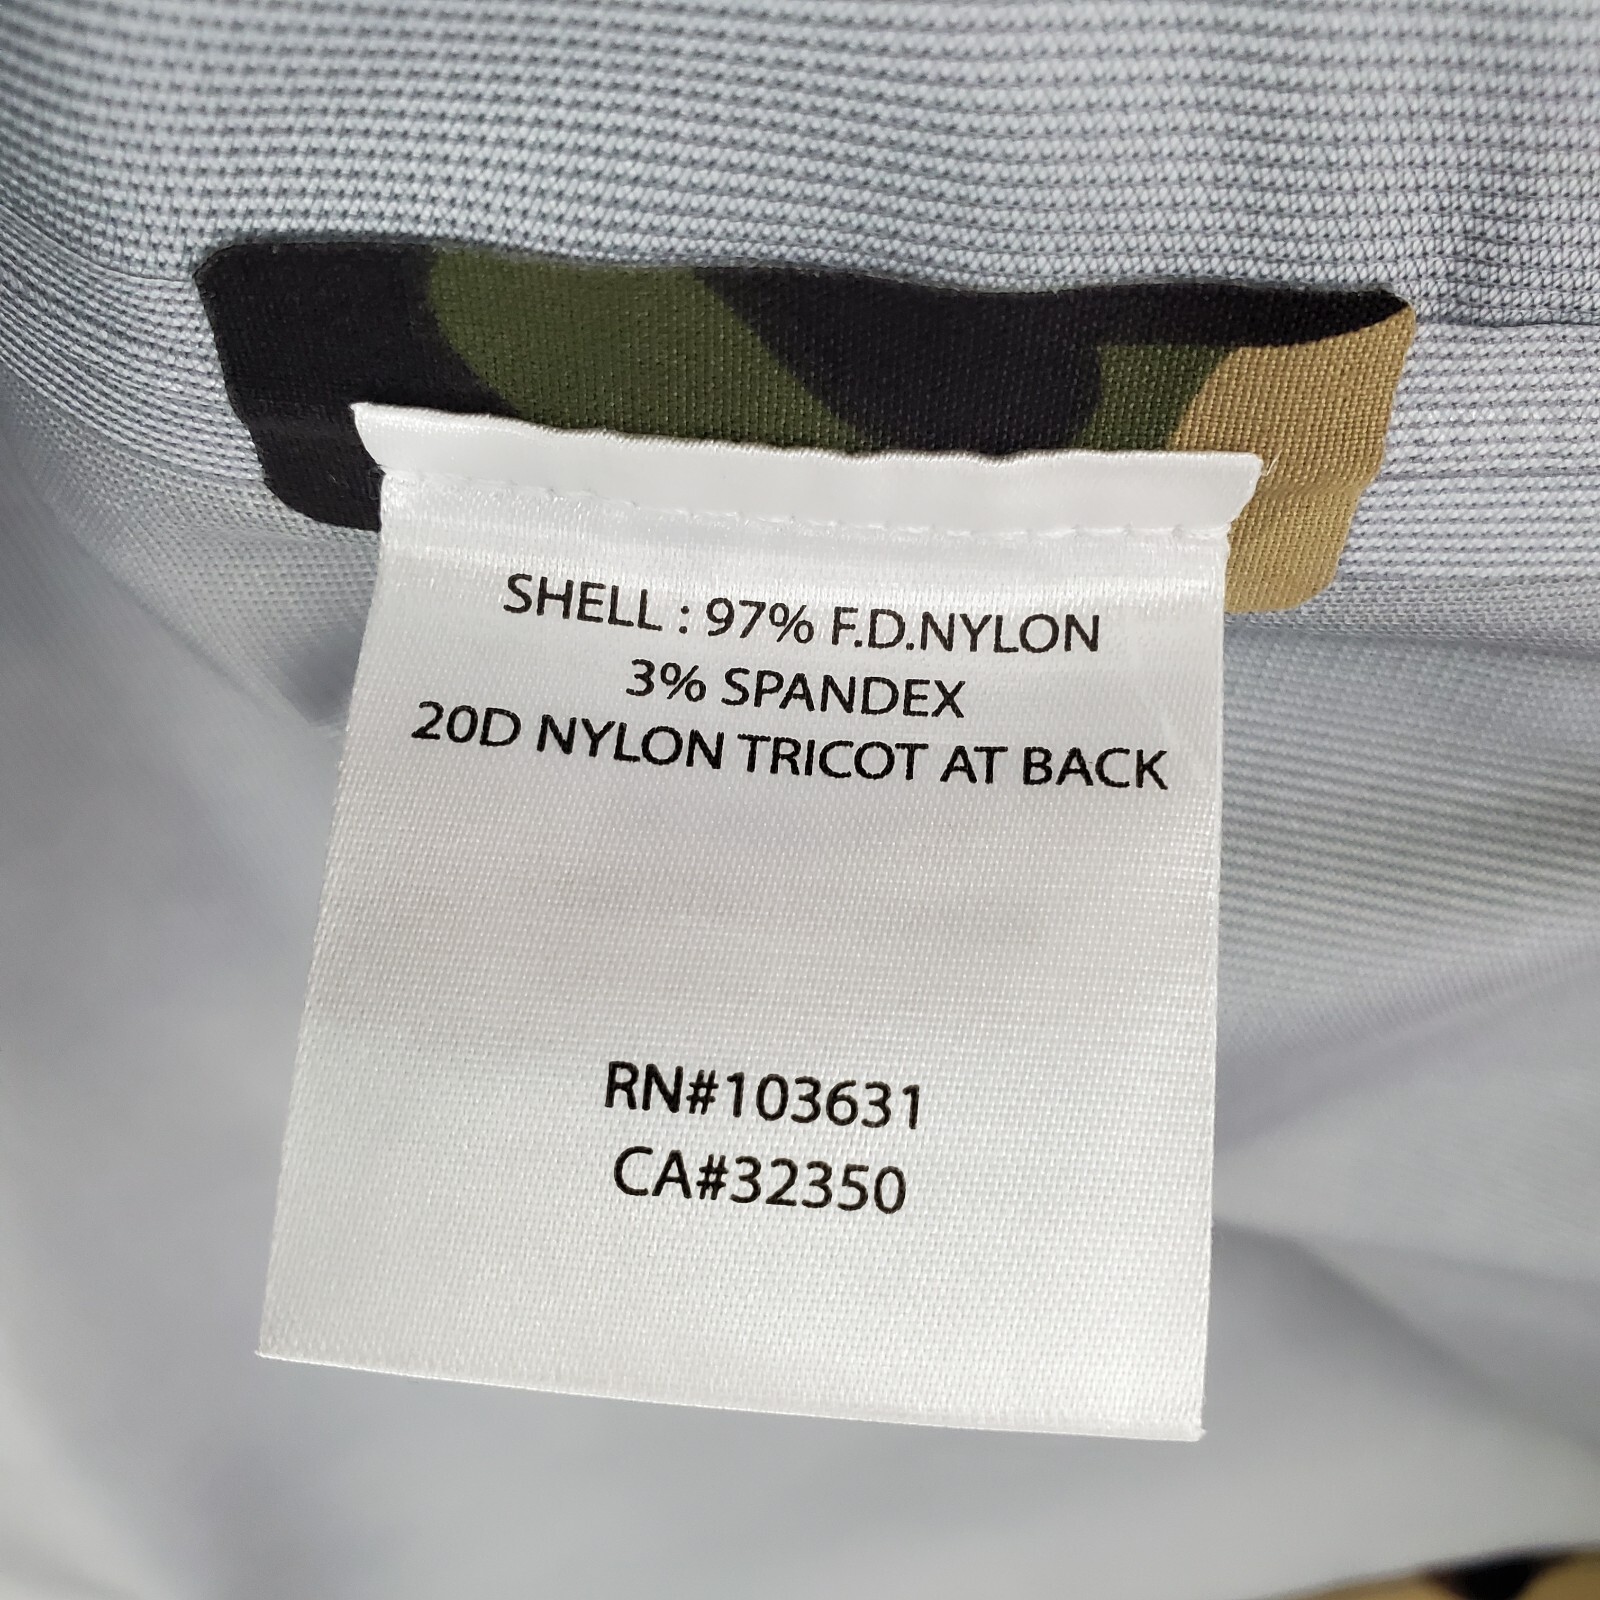 SHELL : 97% F.D.NYLON
3% SPANDEX
20D NYLON TRICOT AT BACK
RN#103631
CA#32350